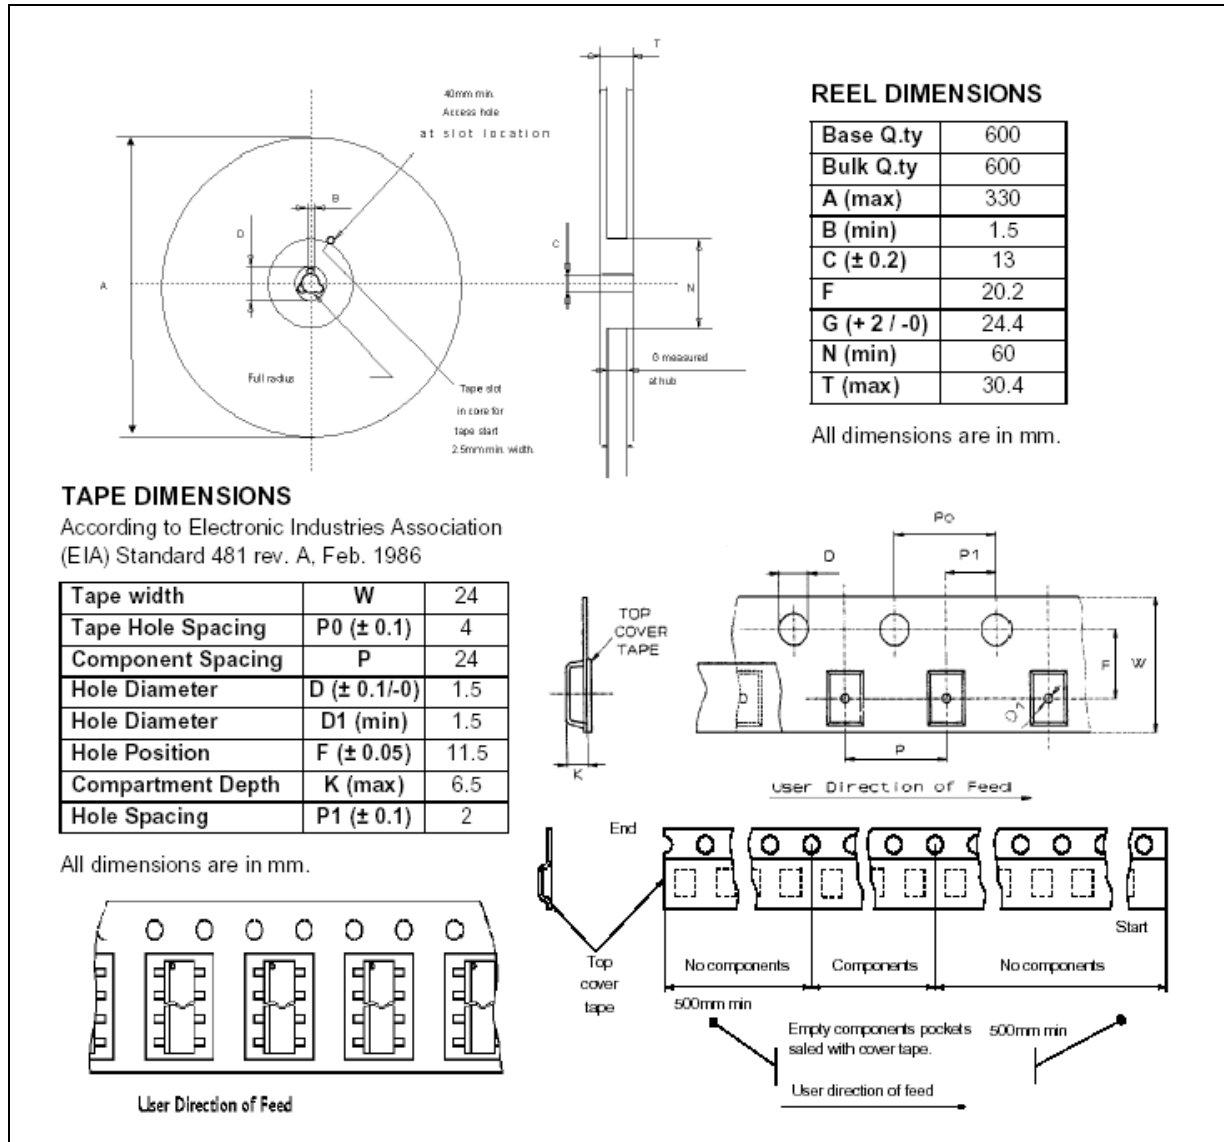 T
40mm min.
Access hole
at slot location
B
D
C
A
N
Full radius
G measured
at hub
Tape slot
in core for
tape start
2.5mm min. width.
REEL DIMENSIONS
Base Q.ty 600
Bulk Q.ty 600
A (max) 330
B (min) 1.5
C (± 0.2) 13
F 20.2
G (+ 2 / -0) 24.4
N (min) 60
T (max) 30.4
All dimensions are in mm.
TAPE DIMENSIONS
According to Electronic Industries Association
(EIA) Standard 481 rev. A, Feb. 1986
Tape width W 24
Tape Hole Spacing P0 (± 0.1) 4
Component Spacing P 24
Hole Diameter D (± 0.1/-0) 1.5
Hole Diameter D1 (min) 1.5
Hole Position F (± 0.05) 11.5
Compartment Depth K (max) 6.5
Hole Spacing P1 (± 0.1) 2
All dimensions are in mm.
P0
D
P1
TOP
COVER
TAPE
F
W
P
K
User Direction of Feed
End
Start
Top
cover
tape
No components
Components
No components
500mm min
Empty components pockets
saled with cover tape.
500mm min
User direction of feed
User Direction of Feed